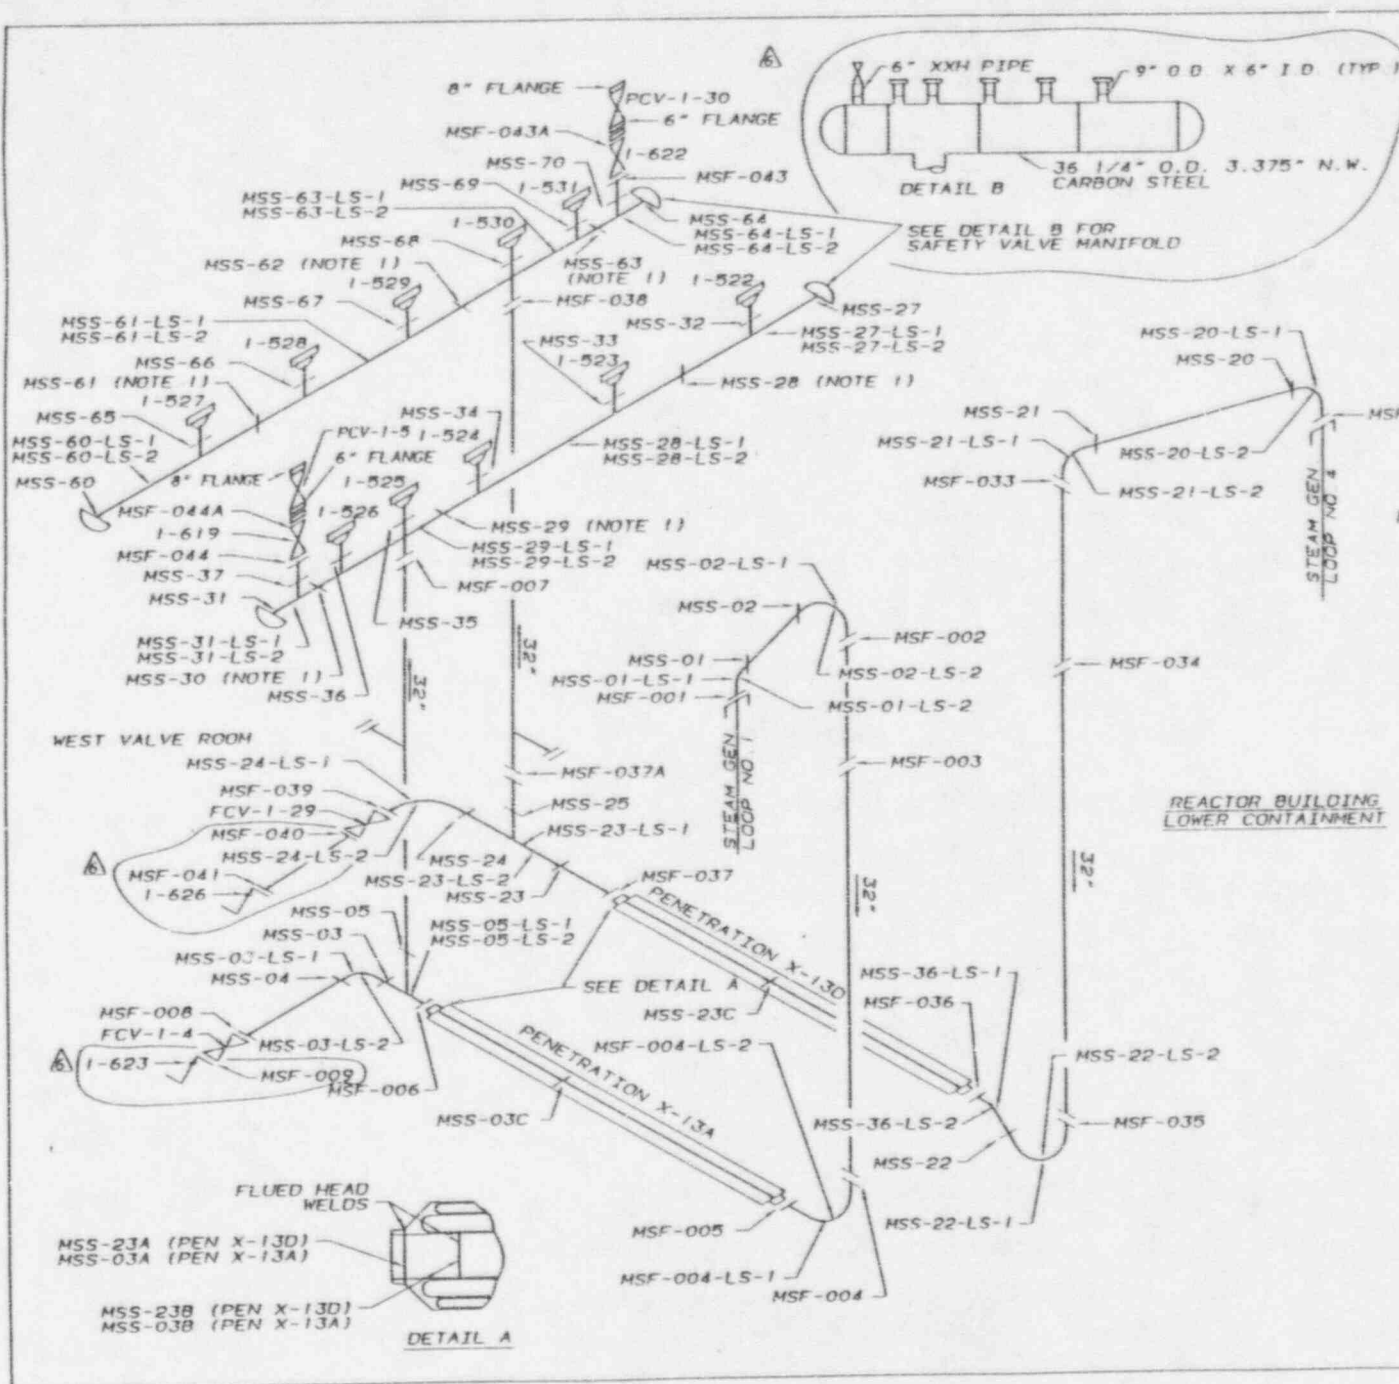 6
6" XXH PIPE
9" O.D. X 6" I.D. (TYP.)
36 1/4" O.D. 3.375" N.W.
CARBON STEEL
DETAIL B
SEE DETAIL B FOR
SAFETY VALVE MANIFOLD
8" FLANGE
PCV-1-30
6" FLANGE
MSF-043A
1-622
MSS-70
MSF-043
MSS-69
1-531
MSS-63-LS-1
MSS-63-LS-2
1-530
MSS-64
MSS-64-LS-1
MSS-64-LS-2
MSS-68
MSS-62 (NOTE 1)
MSS-63
(NOTE 1)
1-529
1-522
MSS-67
MSF-038
MSS-27
MSS-61-LS-1
MSS-61-LS-2
MSS-32
MSS-27-LS-1
MSS-27-LS-2
1-528
MSS-33
MSS-66
1-523
MSS-61 (NOTE 1)
MSS-28 (NOTE 1)
1-527
MSS-65
MSS-34
MSS-60-LS-1
MSS-60-LS-2
PCV-1-5
1-524
MSS-28-LS-1
MSS-28-LS-2
6" FLANGE
MSS-60
8" FLANGE
1-525
MSF-044A
1-526
MSS-29 (NOTE 1)
1-619
MSS-29-LS-1
MSS-29-LS-2
MSF-044
MSS-37
MSF-007
MSS-31
MSS-35
MSS-31-LS-1
MSS-31-LS-2
MSS-30 (NOTE 1)
MSS-36
32"
32"
MSS-20-LS-1
MSS-20
MSS-21
MSS-21-LS-1
MSS-20-LS-2
MSF-033
MSS-21-LS-2
STEAM GEN
LOOP NO. 4
MSS-02-LS-1
MSS-02
MSF-002
MSS-01
MSS-02-LS-2
MSF-034
MSS-01-LS-1
MSF-001
MSS-01-LS-2
STEAM GEN
LOOP NO. 1
MSF-003
WEST VALVE ROOM
MSS-24-LS-1
MSF-037A
MSF-039
FCV-1-29
MSS-25
MSF-040
MSS-23-LS-1
REACTOR BUILDING
LOWER CONTAINMENT
MSS-24-LS-2
MSS-24
6
MSF-041
MSS-23-LS-2
MSF-037
1-626
MSS-23
32"
32"
PENETRATION X-13D
MSS-05
MSS-05-LS-1
MSS-05-LS-2
MSS-03
MSS-03-LS-1
MSS-04
SEE DETAIL A
MSS-36-LS-1
MSF-036
MSS-23C
MSF-008
FCV-1-4
MSS-03-LS-2
PENETRATION X-13A
MSF-004-LS-2
MSS-22-LS-2
6
1-623
MSF-009
MSF-006
MSS-03C
MSS-36-LS-2
MSF-035
MSS-22
FLUED HEAD
WELDS
MSF-005
MSS-22-LS-1
MSS-23A (PEN X-13D)
MSS-03A (PEN X-13A)
MSF-004-LS-1
MSF-004
MSS-23B (PEN X-13D)
MSS-03B (PEN X-13A)
DETAIL A